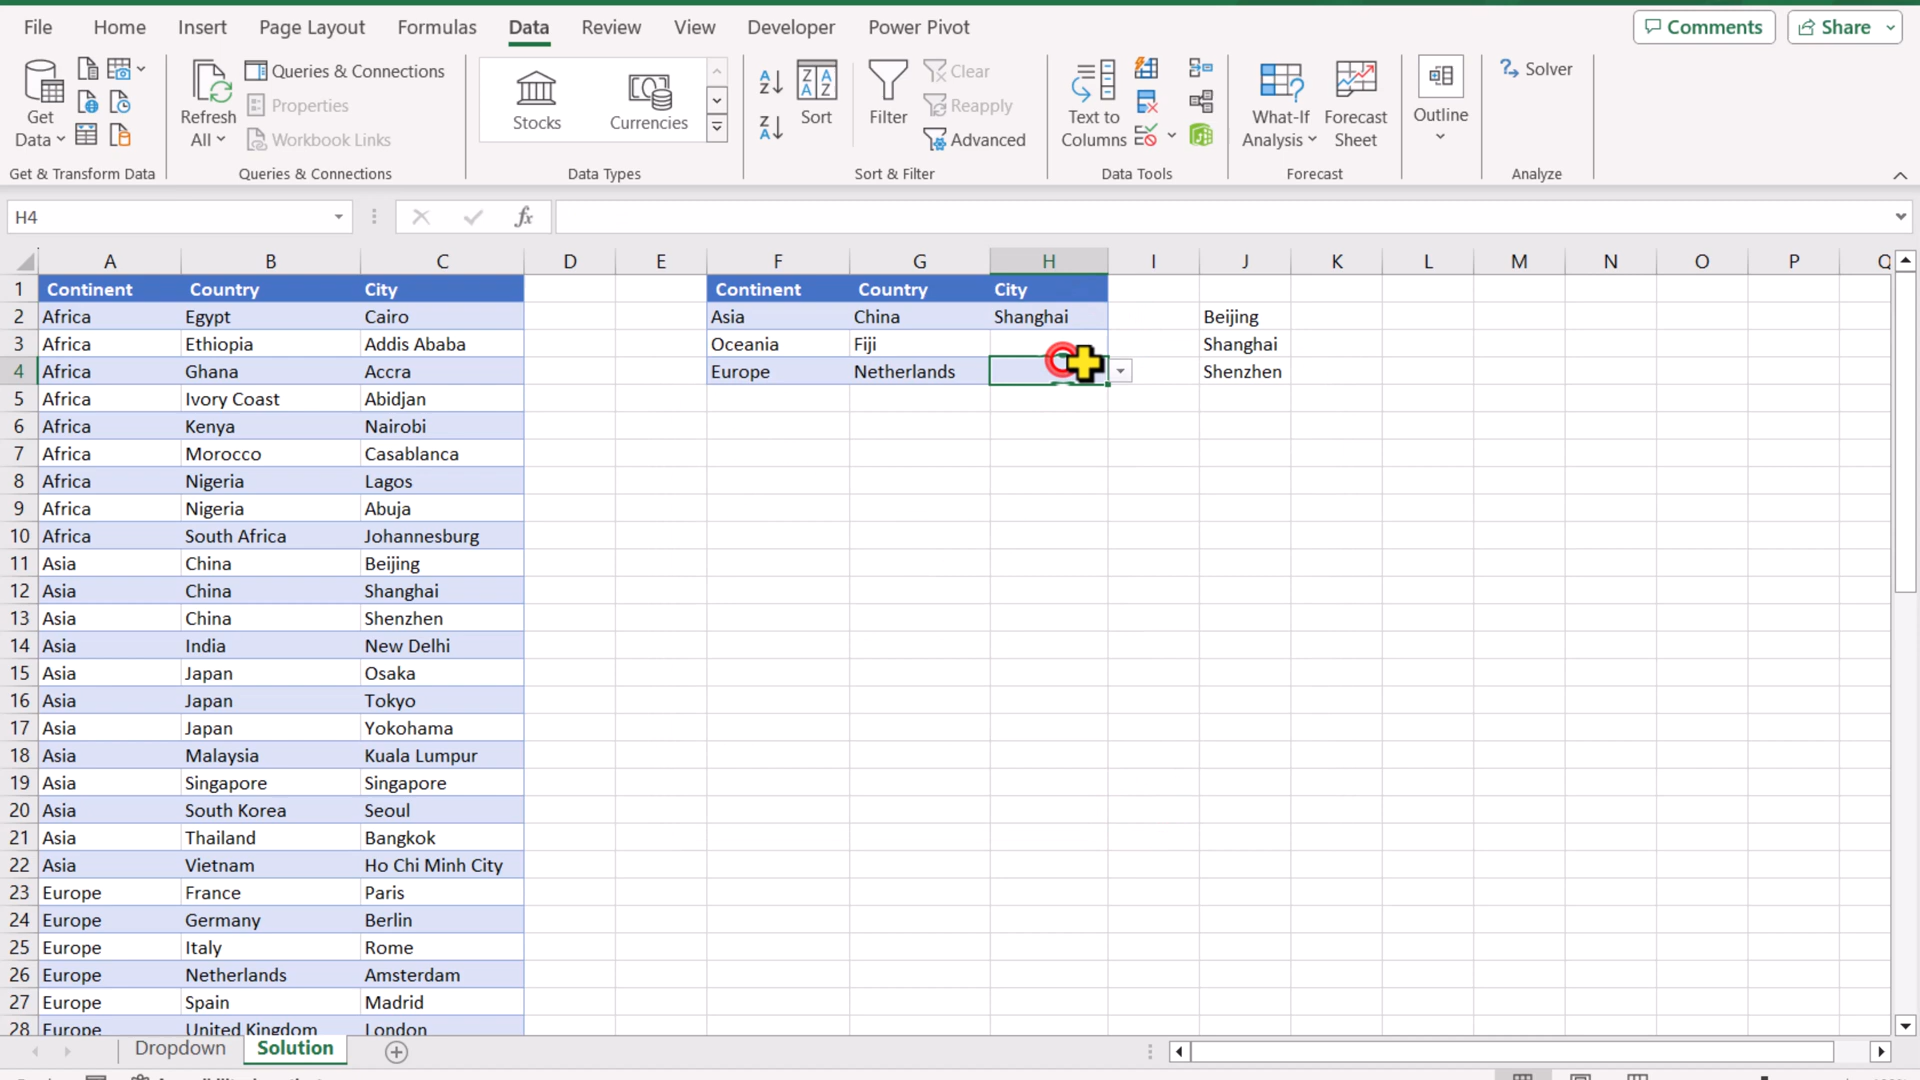 File Home Insert Page Layout Formulas Data Review View Developer Power Pivot Comments Share
Queries & Connections
Properties
Workbook Links
Get
Data
Refresh
All
Stocks
Currencies
Sort
Filter
Clear
Reapply
Advanced
Text to
Columns
What-If
Analysis
Forecast
Sheet
Outline
Solver
Get & Transform Data Queries & Connections Data Types Sort & Filter Data Tools Forecast Analyze
H4 fx
A B C D E F G H I J K L M N O P Q
1 Continent Country City Continent Country City
2 Africa Egypt Cairo Asia China Shanghai Beijing
3 Africa Ethiopia Addis Ababa Oceania Fiji Shanghai
4 Africa Ghana Accra Europe Netherlands Shenzhen
5 Africa Ivory Coast Abidjan
6 Africa Kenya Nairobi
7 Africa Morocco Casablanca
8 Africa Nigeria Lagos
9 Africa Nigeria Abuja
10 Africa South Africa Johannesburg
11 Asia China Beijing
12 Asia China Shanghai
13 Asia China Shenzhen
14 Asia India New Delhi
15 Asia Japan Osaka
16 Asia Japan Tokyo
17 Asia Japan Yokohama
18 Asia Malaysia Kuala Lumpur
19 Asia Singapore Singapore
20 Asia South Korea Seoul
21 Asia Thailand Bangkok
22 Asia Vietnam Ho Chi Minh City
23 Europe France Paris
24 Europe Germany Berlin
25 Europe Italy Rome
26 Europe Netherlands Amsterdam
27 Europe Spain Madrid
28 Europe United Kingdom London
Dropdown Solution